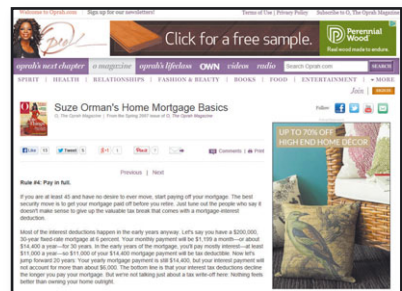 Welcome to Oprah.com Sign up for our newsletters! Terms of Use | Privacy Policy Subscribe to O, The Oprah Magazine
Oprah
Click for a free sample.
Perennial Wood
Real wood made to endure.
oprah's next chapter o magazine oprah's lifeclass OWN videos radio Search Oprah.com SEARCH
SPIRIT | HEALTH | RELATIONSHIPS | FASHION & BEAUTY | BOOKS | FOOD | ENTERTAINMENT | MORE
Join |
Suze Orman's Home Mortgage Basics
O, The Oprah Magazine | From the Spring 2007 issue of O, The Oprah Magazine
Follow
Like Tweet 5 Comments | Print
Previous | Next
Rule #4: Pay in full.
If you are at least 45 and have no desire to ever move, start paying off your mortgage. The best
security move is to get your mortgage paid off before you retire. Just tune out the people who say it
doesn't make sense to give up the valuable tax break that comes with a mortgage-interest
deduction.
Most of the interest deductions happen in the early years anyway. Let's say you have a $200,000,
30-year fixed-rate mortgage at 6 percent. Your monthly payment will be $1,199 a month—or about
$14,400 a year—for 30 years. In the early years of the mortgage, you'll pay mostly interest—at least
$11,000 a year—so $11,000 of your $14,400 mortgage payment will be tax deductible. Now let's
jump forward 20 years. Your yearly mortgage payment is still $14,400, but your interest payment will
not account for more than about $6,000. The bottom line is that your interest tax deductions decline
the longer you pay your mortgage. But we're not talking just about a tax write-off here: Nothing feels
better than owning your home outright.
UP TO 70% OFF
HIGH END HOME DÉCOR